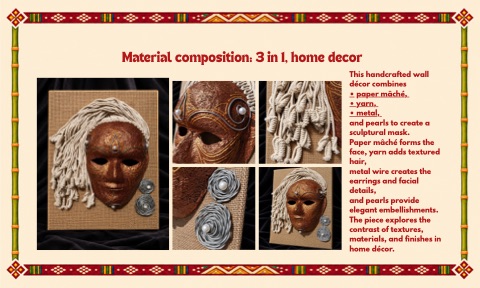 Material composition: 3 in 1, home decor
This handcrafted wall
décor combines
• paper mâché,
• yarn,
• metal,
and pearls to create a
sculptural mask.
Paper mâché forms the
face, yarn adds textured
hair,
metal wire creates the
earrings and facial
details,
and pearls provide
elegant embellishments.
The piece explores the
contrast of textures,
materials, and finishes in
home décor.